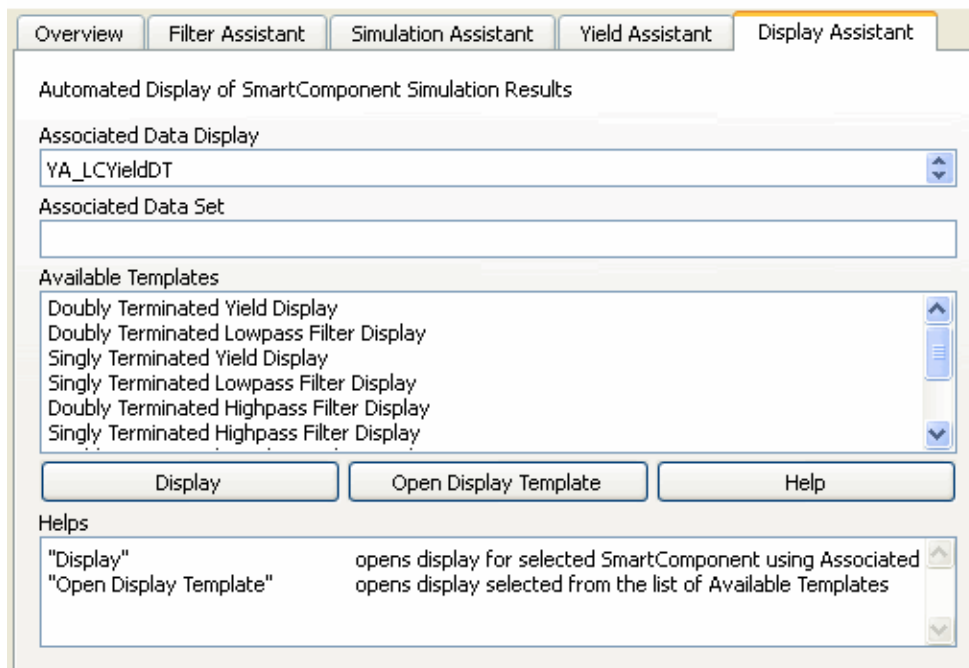 Overview Filter Assistant Simulation Assistant Yield Assistant Display Assistant
Automated Display of SmartComponent Simulation Results
Associated Data Display
YA_LCYieldDT
Associated Data Set
Available Templates
Doubly Terminated Yield Display
Doubly Terminated Lowpass Filter Display
Singly Terminated Yield Display
Singly Terminated Lowpass Filter Display
Doubly Terminated Highpass Filter Display
Singly Terminated Highpass Filter Display
Display Open Display Template Help
Helps
"Display" opens display for selected SmartComponent using Associated
"Open Display Template" opens display selected from the list of Available Templates